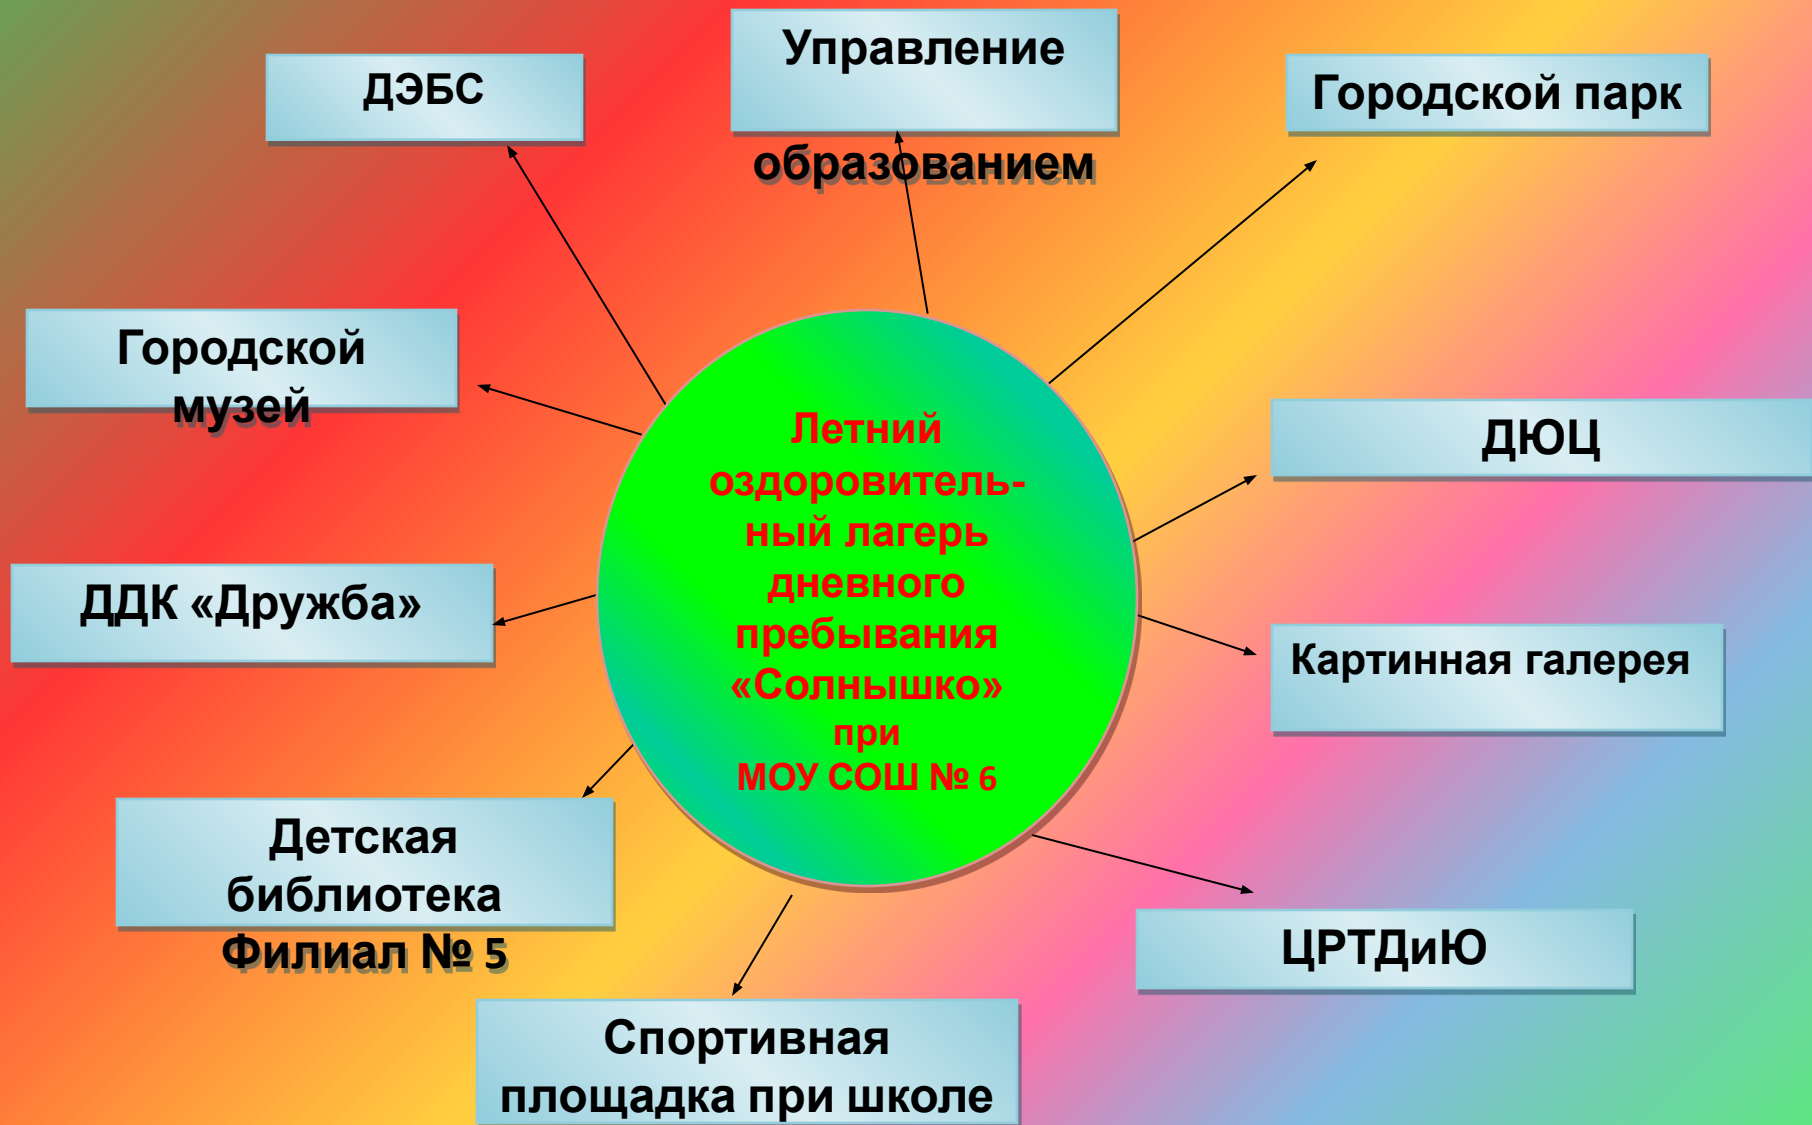 ДЭБС
Управление
образованием
Городской парк
Городской
музей
ДЮЦ
ДДК «Дружба»
Картинная галерея
Летний
оздоровитель-
ный лагерь
дневного
пребывания
«Солнышко»
при
МОУ СОШ № 6
Детская
библиотека
Филиал № 5
ЦРТДиЮ
Спортивная
площадка при школе